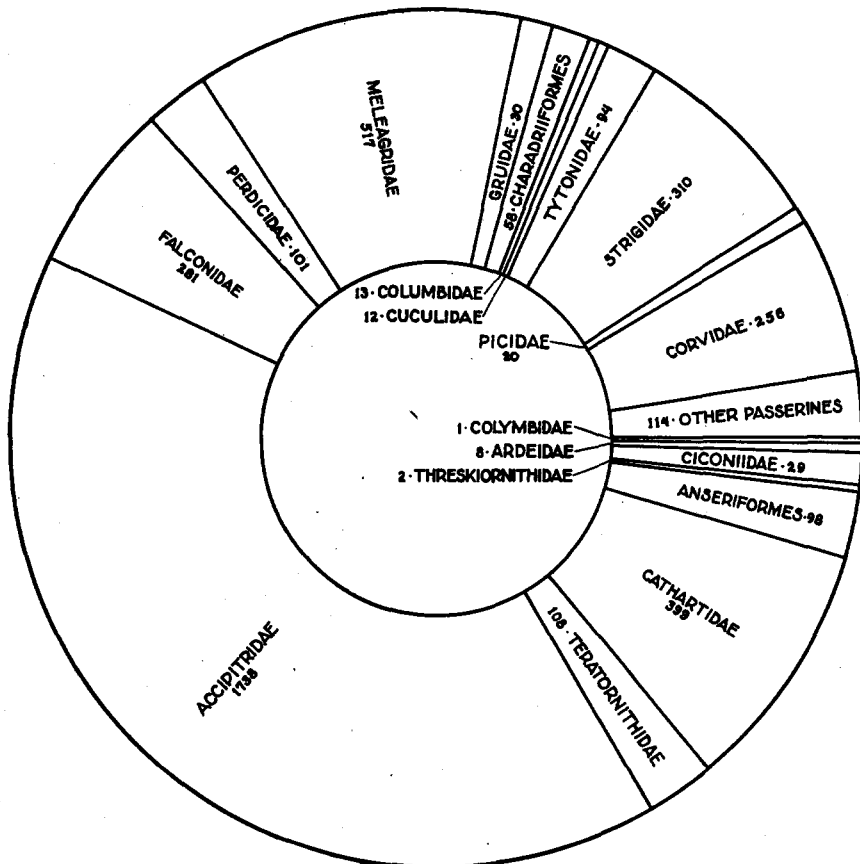 MELEAGRIDAE
517
GRUIDAE·30
58·CHARADRIIFORMES
TYTONIDAE·94
STRIGIDAE·310
PERDICIDAE·101
FALCONIDAE
281
13·COLUMBIDAE
12·CUCULIDAE
PICIDAE
20
CORVIDAE·256
114·OTHER PASSERINES
1·COLYMBIDAE
8·ARDEIDAE
CICONIIDAE·29
2·THRESKIORNITHIDAE
ANSERIFORMES·98
CATHARTIDAE
399
108·TERATORNITHIDAE
ACCIPITRIDAE
1738